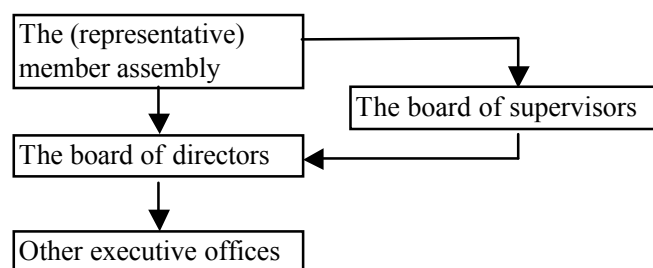 The (representative)
member assembly
The board of supervisors
The board of directors
Other executive offices